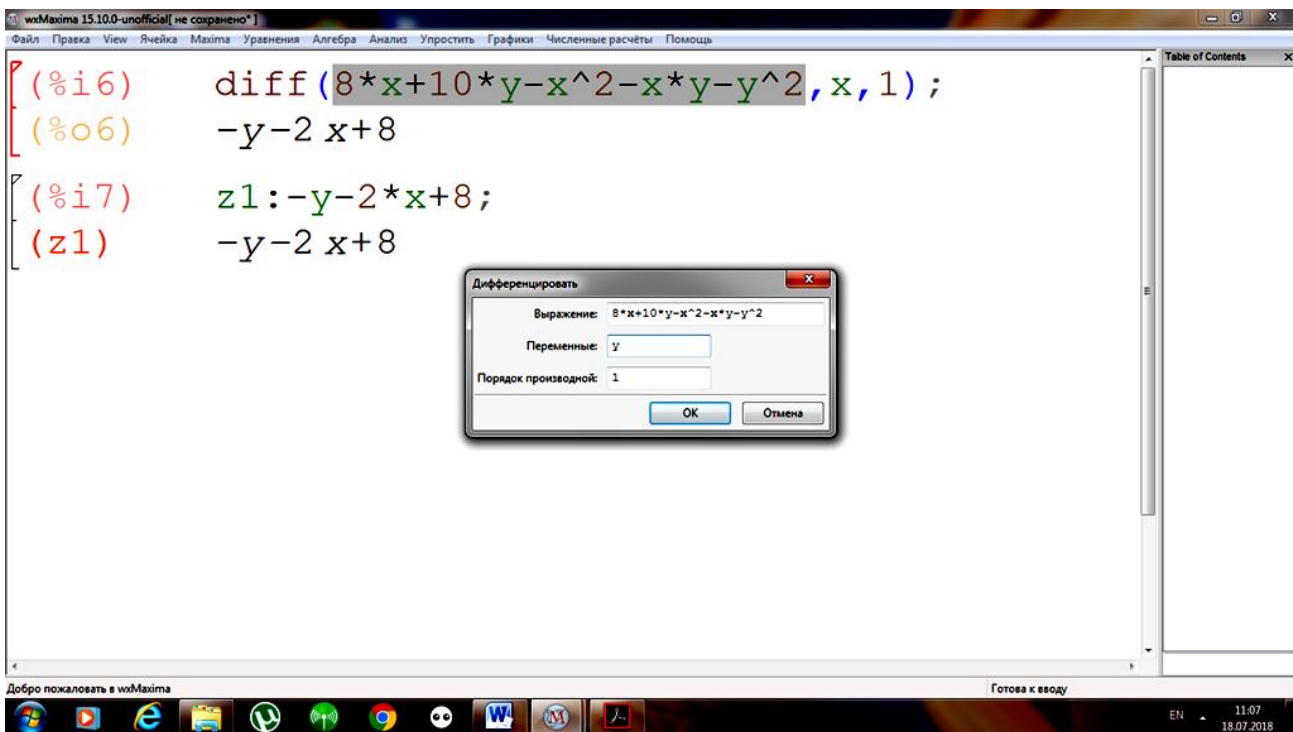 wxMaxima 15.10.0-unofficial[ не сохранено* ]
Файл Правка View Ячейка Maxima Уравнения Алгебра Анализ Упростить Графики Численные расчёты Помощь
Table of Contents
(%i6) diff(8*x+10*y-x^2-x*y-y^2,x,1);
(%o6) -y-2 x+8
(%i7) z1:-y-2*x+8;
(z1) -y-2 x+8
Дифференцировать
Выражение: 8*x+10*y-x^2-x*y-y^2
Переменные: y
Порядок производной: 1
OK Отмена
Добро пожаловать в wxMaxima Готова к вводу
EN 11:07
18.07.2018